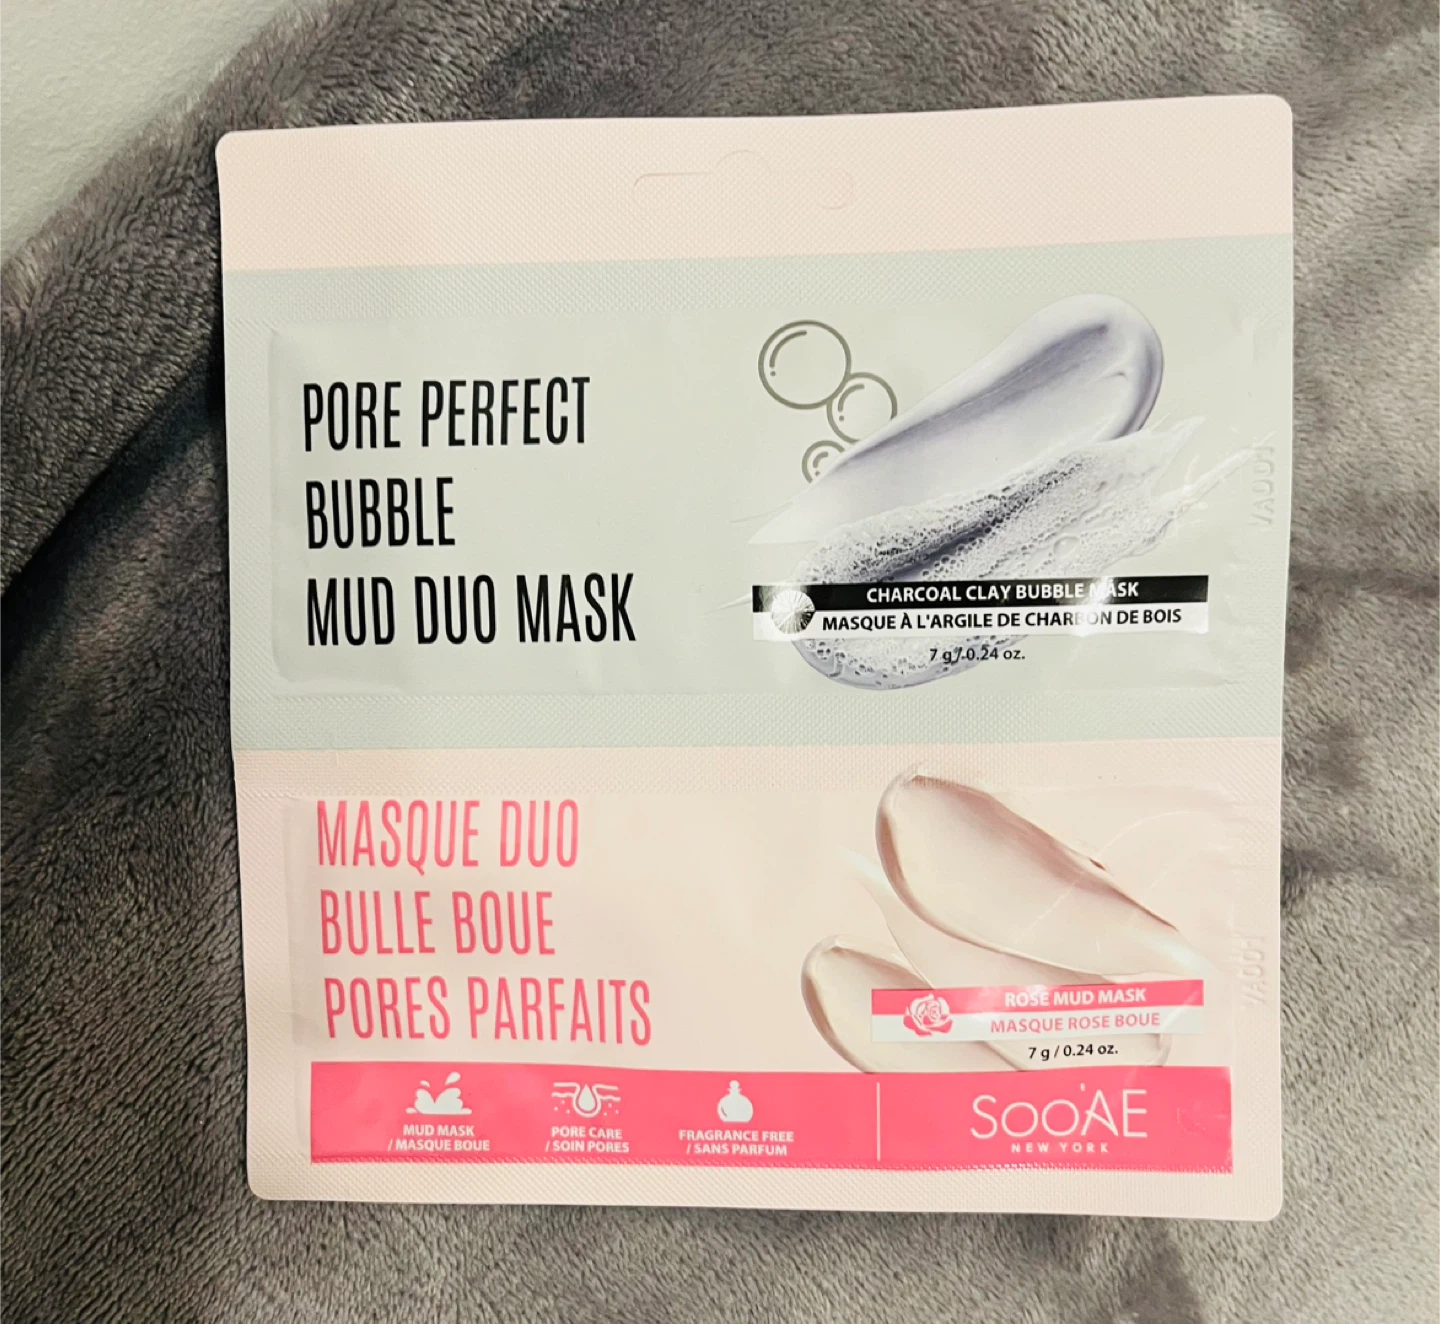 PORE PERFECT
BUBBLE
MUD DUO MASK
CHARCOAL CLAY BUBBLE MASK
MASQUE À L'ARGILE DE CHARBON DE BOIS
7 g / 0.24 oz.
MASQUE DUO
BULLE BOUE
PORES PARFAITS
ROSE MUD MASK
MASQUE ROSE BOUE
7 g / 0.24 oz.
MUD MASK
/ MASQUE BOUE
PORE CARE
/ SOIN PORES
FRAGRANCE FREE
/ SANS PARFUM
SOO'AE
NEW YORK